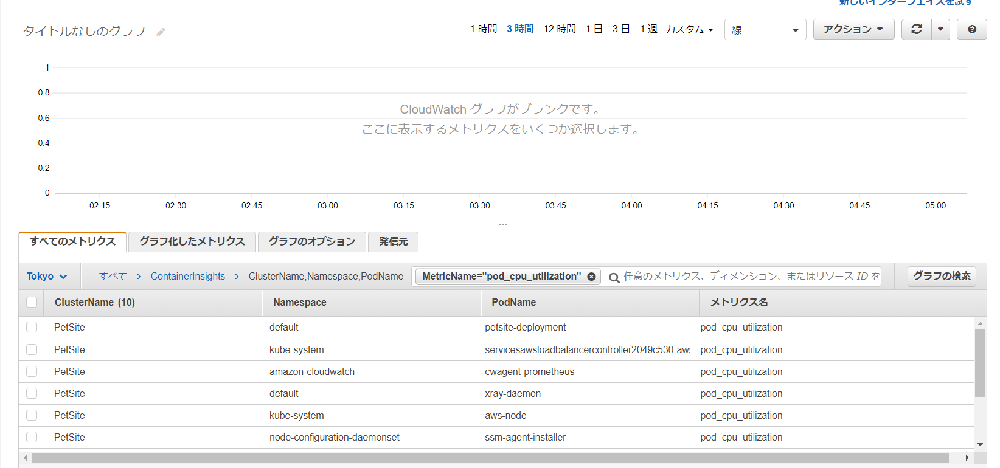 新しいインターフェイスを試す
タイトルなしのグラフ
1 時間 3 時間 12 時間 1 日 3 日 1 週 カスタム 線 アクション
1
0.8
0.6
0.4
0.2
0
CloudWatch グラフがブランクです。
ここに表示するメトリクスをいくつか選択します。
02:15 02:30 02:45 03:00 03:15 03:30 03:45 04:00 04:15 04:30 04:45 05:00
すべてのメトリクス グラフ化したメトリクス グラフのオプション 発信元
Tokyo すべて > ContainerInsights > ClusterName,Namespace,PodName MetricName="pod_cpu_utilization" 任意のメトリクス、ディメンション、またはリソース ID を グラフの検索
ClusterName (10) Namespace PodName メトリクス名
PetSite default petsite-deployment pod_cpu_utilization
PetSite kube-system servicesawsloadbalancercontroller2049c530-aws pod_cpu_utilization
PetSite amazon-cloudwatch cwagent-prometheus pod_cpu_utilization
PetSite default xray-daemon pod_cpu_utilization
PetSite kube-system aws-node pod_cpu_utilization
PetSite node-configuration-daemonset ssm-agent-installer pod_cpu_utilization